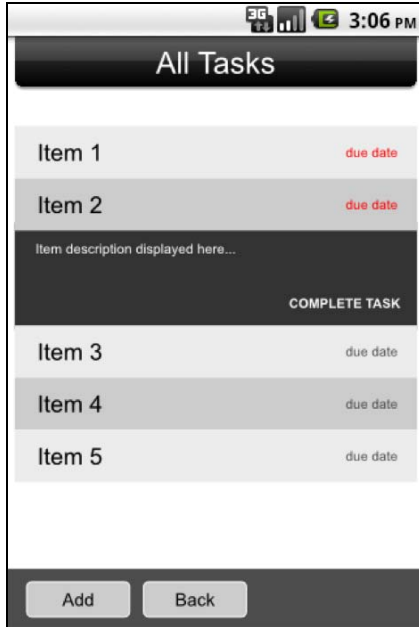 3G 3:06 PM
All Tasks
Item 1 due date
Item 2 due date
Item description displayed here...
COMPLETE TASK
Item 3 due date
Item 4 due date
Item 5 due date
Add Back